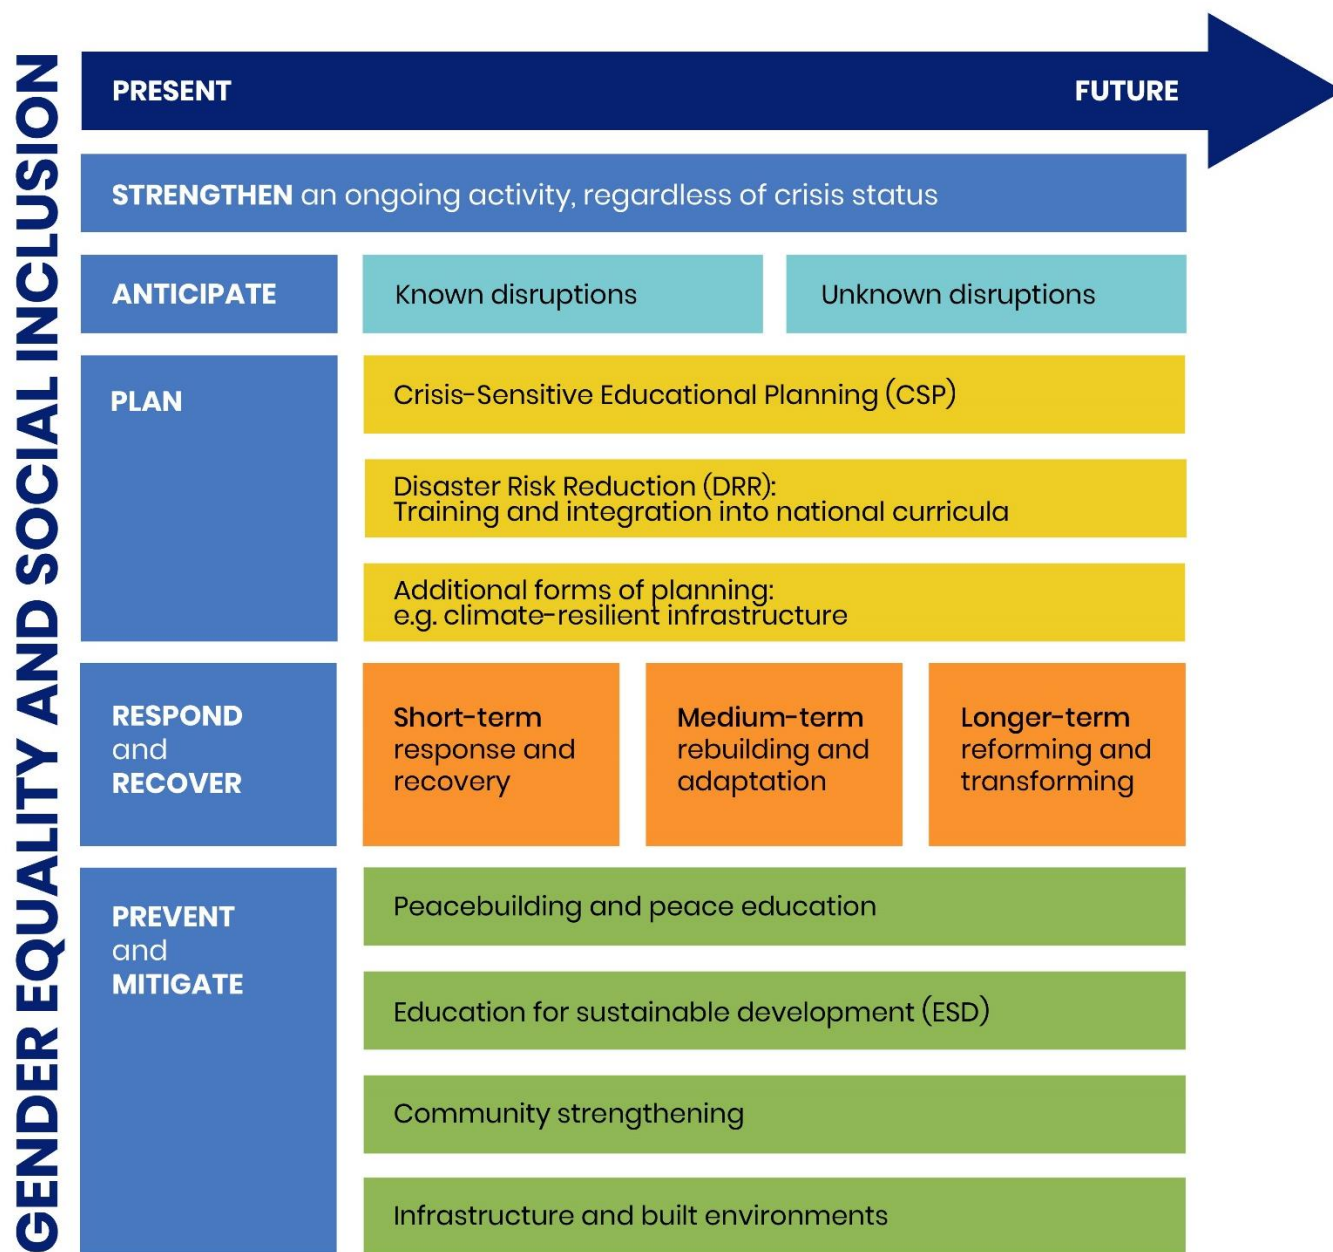 GENDER EQUALITY AND SOCIAL INCLUSION
PRESENT
FUTURE
STRENGTHEN an ongoing activity, regardless of crisis status
ANTICIPATE
Known disruptions
Unknown disruptions
PLAN
Crisis-Sensitive Educational Planning (CSP)
Disaster Risk Reduction (DRR):
Training and integration into national curricula
Additional forms of planning:
e.g. climate-resilient infrastructure
RESPOND
and
RECOVER
Short-term
response and
recovery
Medium-term
rebuilding and
adaptation
Longer-term
reforming and
transforming
PREVENT
and
MITIGATE
Peacebuilding and peace education
Education for sustainable development (ESD)
Community strengthening
Infrastructure and built environments